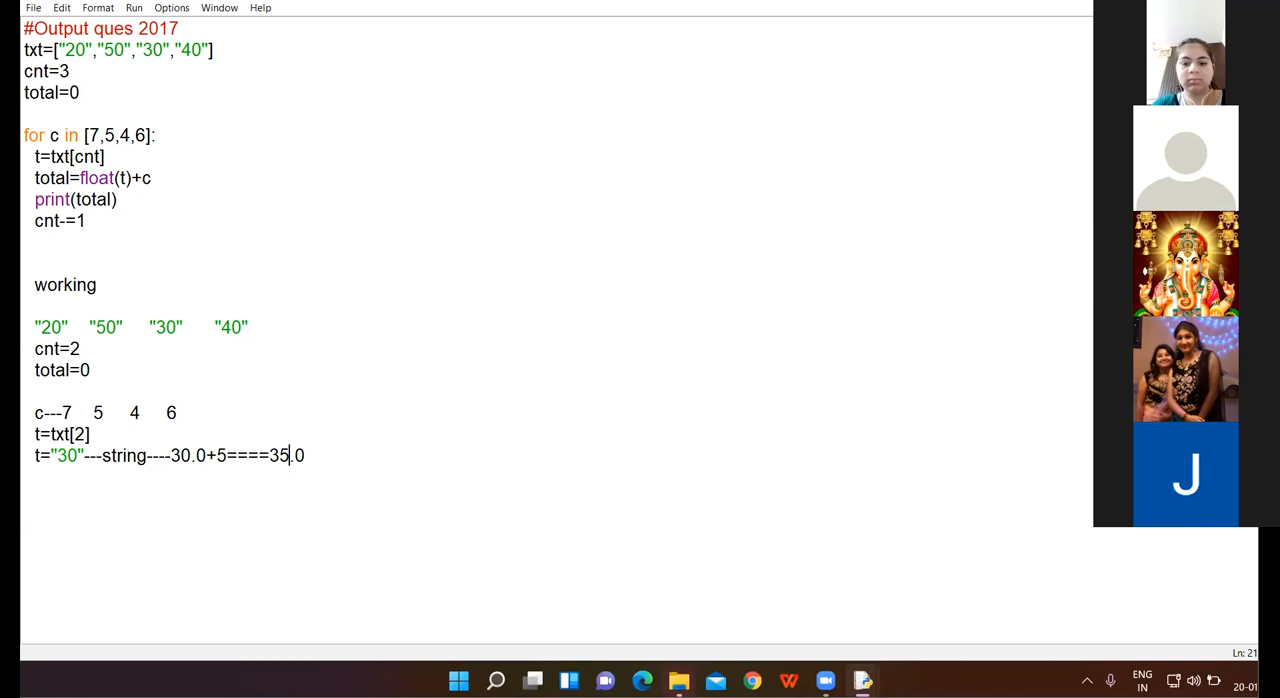 File Edit Format Run Options Window Help
#Output ques 2017
txt=["20","50","30","40"]
cnt=3
total=0
for c in [7,5,4,6]:
t=txt[cnt]
total=float(t)+c
print(total)
cnt-=1
working
"20" "50" "30" "40"
cnt=2
total=0
c---7 5 4 6
t=txt[2]
t="30"---string----30.0+5====35.0
J
Ln: 21
W
ENG
IN
20-01